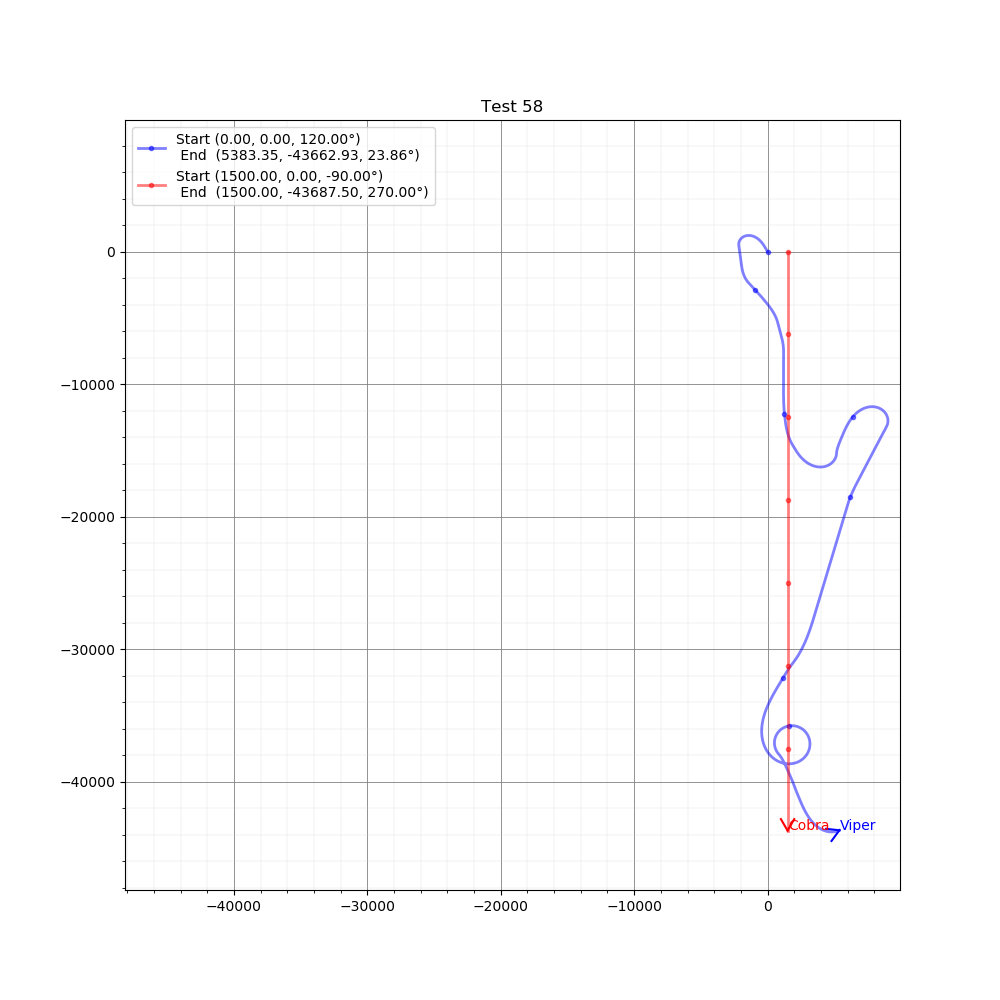 Test 58
Start (0.00, 0.00, 120.00°)
End  (5383.35, -43662.93, 23.86°)
Start (1500.00, 0.00, -90.00°)
End  (1500.00, -43687.50, 270.00°)
0
−10000
−20000
−30000
−40000
Cobra
Viper
−40000
−30000
−20000
−10000
0